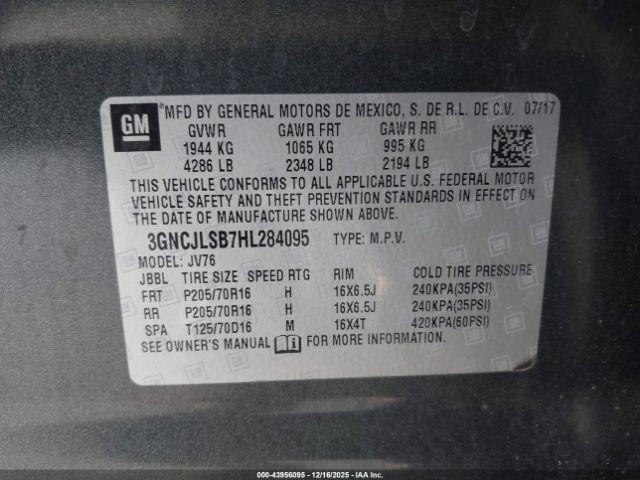 GM
*MFD BY GENERAL MOTORS DE MEXICO, S. DE R.L. DE C.V. 07/17
GVWR GAWR FRT GAWR RR
1944 KG 1065 KG 995 KG
4286 LB 2348 LB 2194 LB
THIS VEHICLE CONFORMS TO ALL APPLICABLE U.S. FEDERAL MOTOR
VEHICLE SAFETY AND THEFT PREVENTION STANDARDS IN EFFECT ON
THE DATE OF MANUFACTURE SHOWN ABOVE.
3GNCJLSB7HL284095 TYPE: M.P.V.
MODEL: JV76
JBBL TIRE SIZE SPEED RTG RIM COLD TIRE PRESSURE
FRT P205/70R16 H 16X6.5J 240KPA(35PSI)
RR P205/70R16 H 16X6.5J 240KPA(35PSI)
SPA T125/70D16 M 16X4T 420KPA(60PSI)
SEE OWNER'S MANUAL FOR MORE INFORMATION
000-43956095 - 12/16/2025 - IAAI.COM